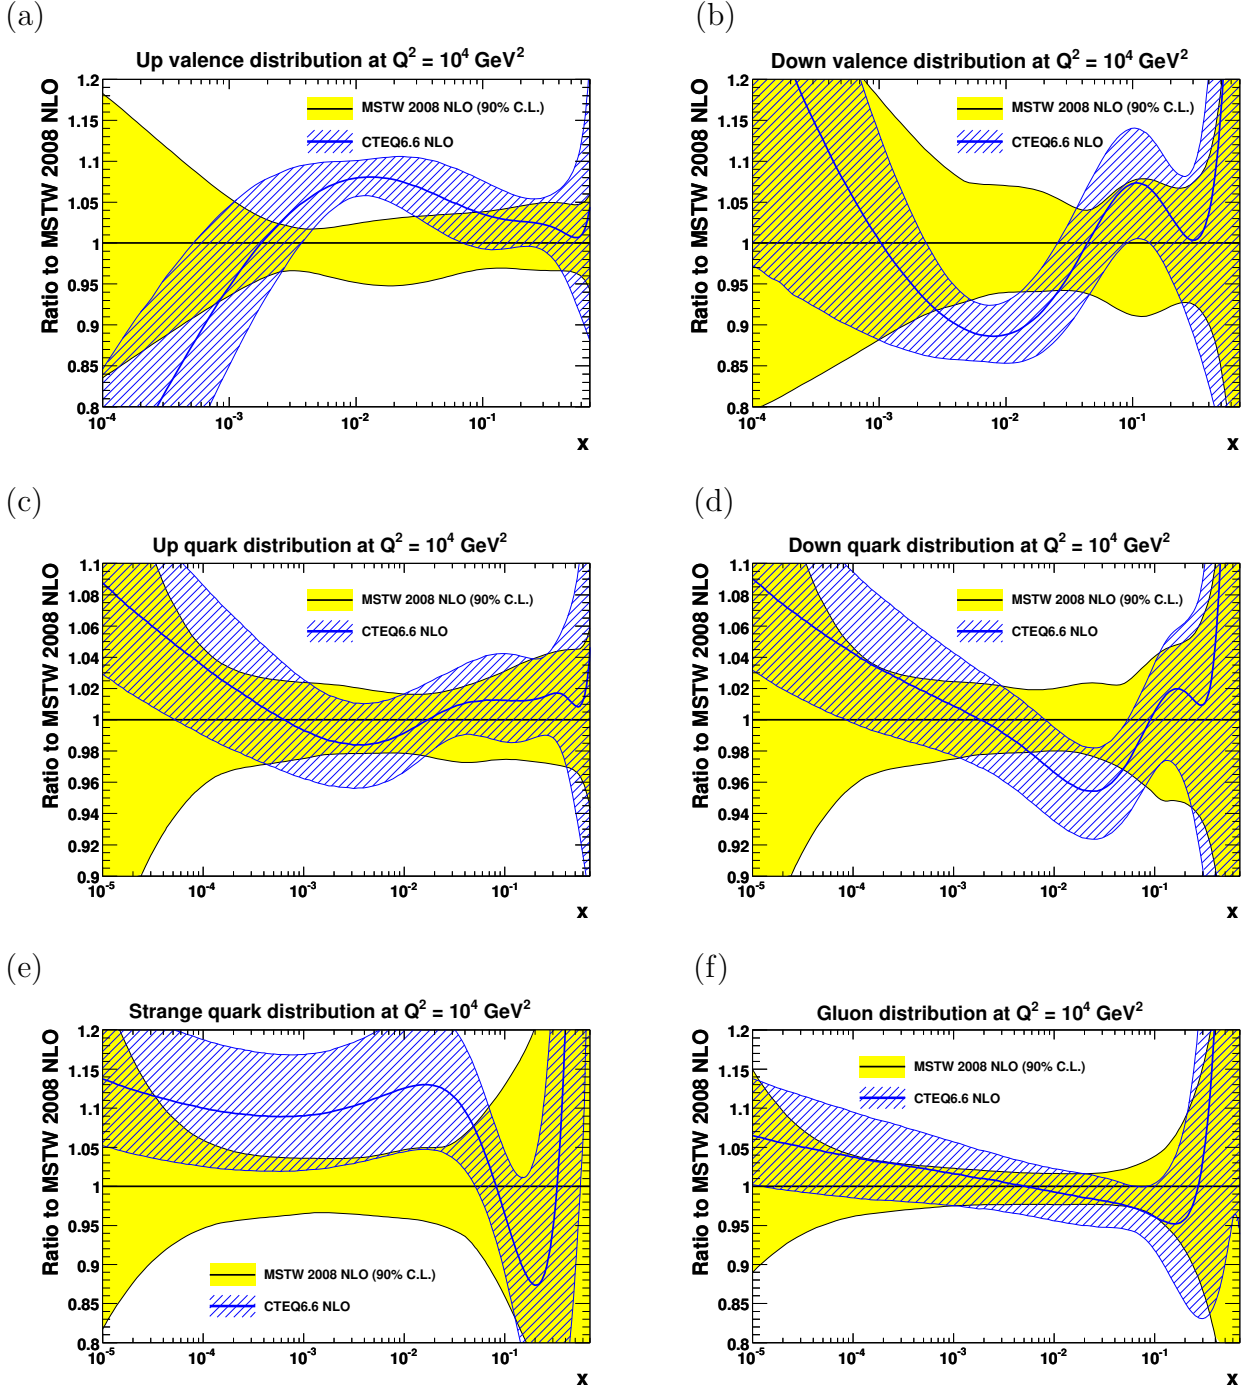 (a)
Up valence distribution at Q² = 10⁴ GeV²
Ratio to MSTW 2008 NLO
1.2
1.15
1.1
1.05
1
0.95
0.9
0.85
0.8
MSTW 2008 NLO (90% C.L.)
CTEQ6.6 NLO
10⁻⁴ 10⁻³ 10⁻² 10⁻¹
x
(b)
Down valence distribution at Q² = 10⁴ GeV²
Ratio to MSTW 2008 NLO
1.2
1.15
1.1
1.05
1
0.95
0.9
0.85
0.8
MSTW 2008 NLO (90% C.L.)
CTEQ6.6 NLO
10⁻⁴ 10⁻³ 10⁻² 10⁻¹
x
(c)
Up quark distribution at Q² = 10⁴ GeV²
Ratio to MSTW 2008 NLO
1.1
1.08
1.06
1.04
1.02
1
0.98
0.96
0.94
0.92
0.9
MSTW 2008 NLO (90% C.L.)
CTEQ6.6 NLO
10⁻⁵ 10⁻⁴ 10⁻³ 10⁻² 10⁻¹
x
(d)
Down quark distribution at Q² = 10⁴ GeV²
Ratio to MSTW 2008 NLO
1.1
1.08
1.06
1.04
1.02
1
0.98
0.96
0.94
0.92
0.9
MSTW 2008 NLO (90% C.L.)
CTEQ6.6 NLO
10⁻⁵ 10⁻⁴ 10⁻³ 10⁻² 10⁻¹
x
(e)
Strange quark distribution at Q² = 10⁴ GeV²
Ratio to MSTW 2008 NLO
1.2
1.15
1.1
1.05
1
0.95
0.9
0.85
0.8
MSTW 2008 NLO (90% C.L.)
CTEQ6.6 NLO
10⁻⁵ 10⁻⁴ 10⁻³ 10⁻² 10⁻¹
x
(f)
Gluon distribution at Q² = 10⁴ GeV²
Ratio to MSTW 2008 NLO
1.2
1.15
1.1
1.05
1
0.95
0.9
0.85
0.8
MSTW 2008 NLO (90% C.L.)
CTEQ6.6 NLO
10⁻⁵ 10⁻⁴ 10⁻³ 10⁻² 10⁻¹
x